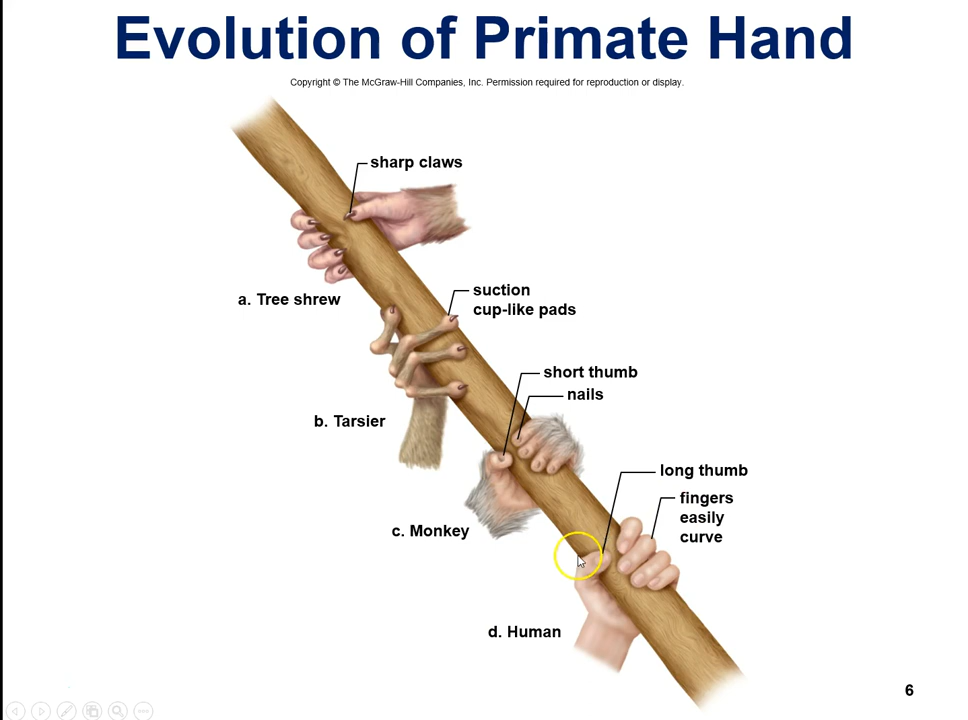 Evolution of Primate Hand
Copyright © The McGraw-Hill Companies, Inc. Permission required for reproduction or display.
sharp claws
a. Tree shrew
suction
cup-like pads
short thumb
nails
b. Tarsier
long thumb
fingers
easily
curve
c. Monkey
d. Human
6